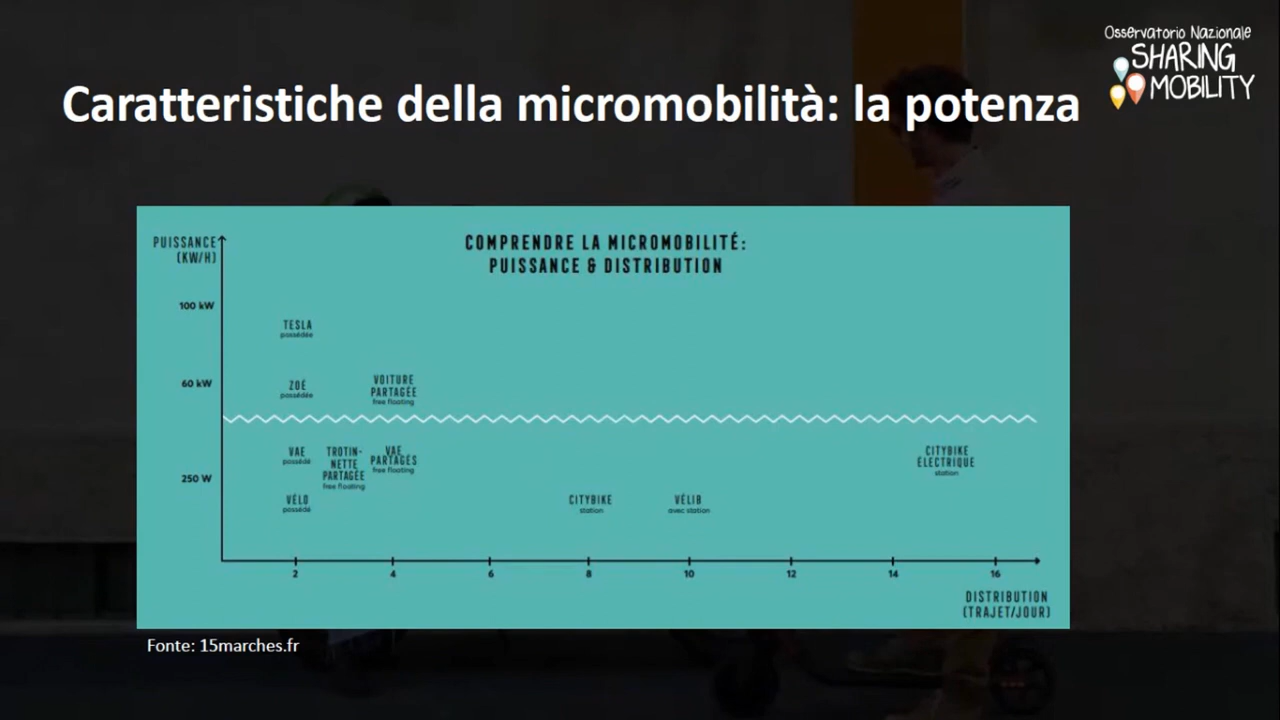 Osservatorio Nazionale
SHARING
MOBILITY
Caratteristiche della micromobilità: la potenza
COMPRENDRE LA MICROMOBILITÉ:
PUISSANCE & DISTRIBUTION
PUISSANCE
(KW/H)
100 kW
60 kW
250 W
TESLA
possédée
ZOÉ
possédée
VOITURE
PARTAGÉE
free floating
VAE
possédé
TROTIN-
NETTE
PARTAGÉE
free floating
VAE
PARTAGÉS
free floating
CITYBIKE
ELECTRIQUE
station
VÉLO
possédé
CITYBIKE
station
VÉLIB
avec station
2 4 6 8 10 12 14 16
DISTRIBUTION
(TRAJET/JOUR)
Fonte: 15marches.fr